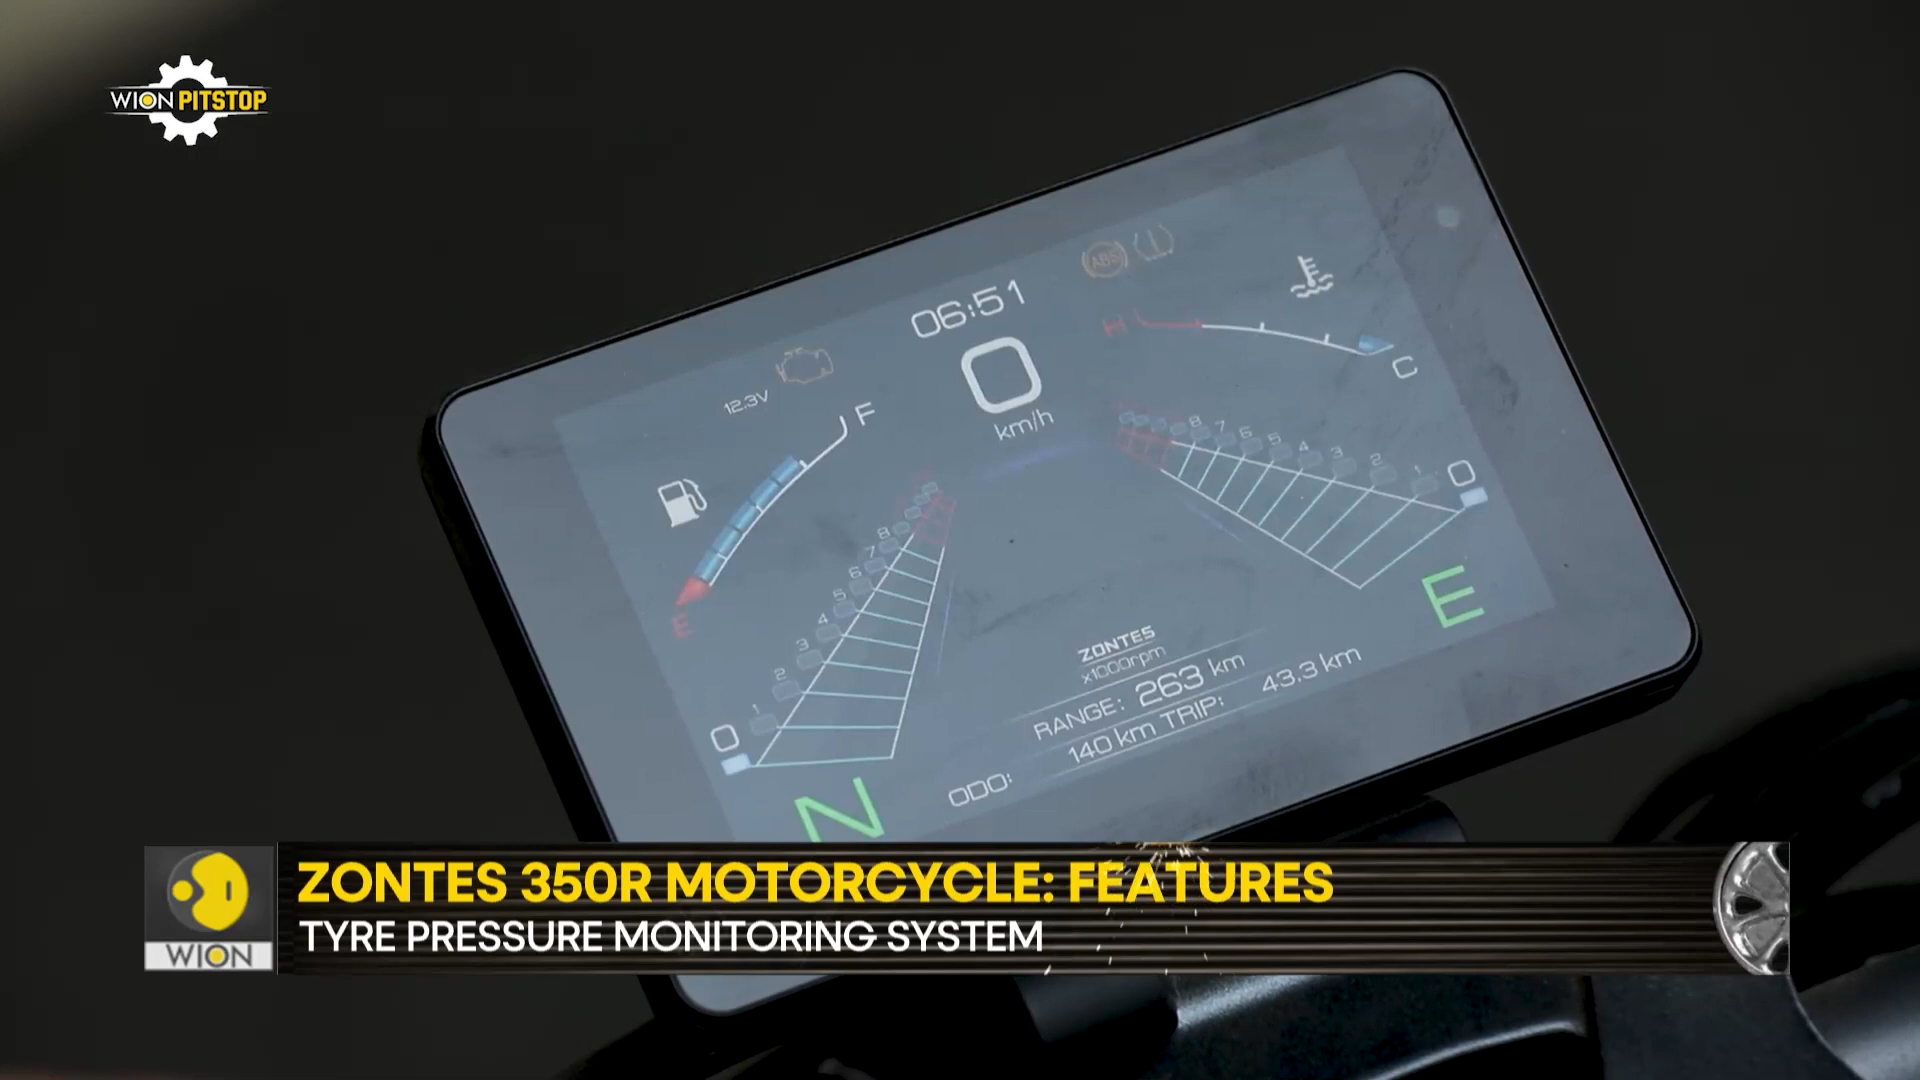 WION PITSTOP
ABS
06:51
H
C
12.3V
F
0
km/h
E
8 7 6 5 4 3 2 1 0
8
7
6
5
4
3
2
1
0
N
E
ZONTES
x1000rpm
RANGE: 263 km
ODO: 140 km TRIP: 43.3 km
ZONTES 350R MOTORCYCLE: FEATURES
TYRE PRESSURE MONITORING SYSTEM
WION